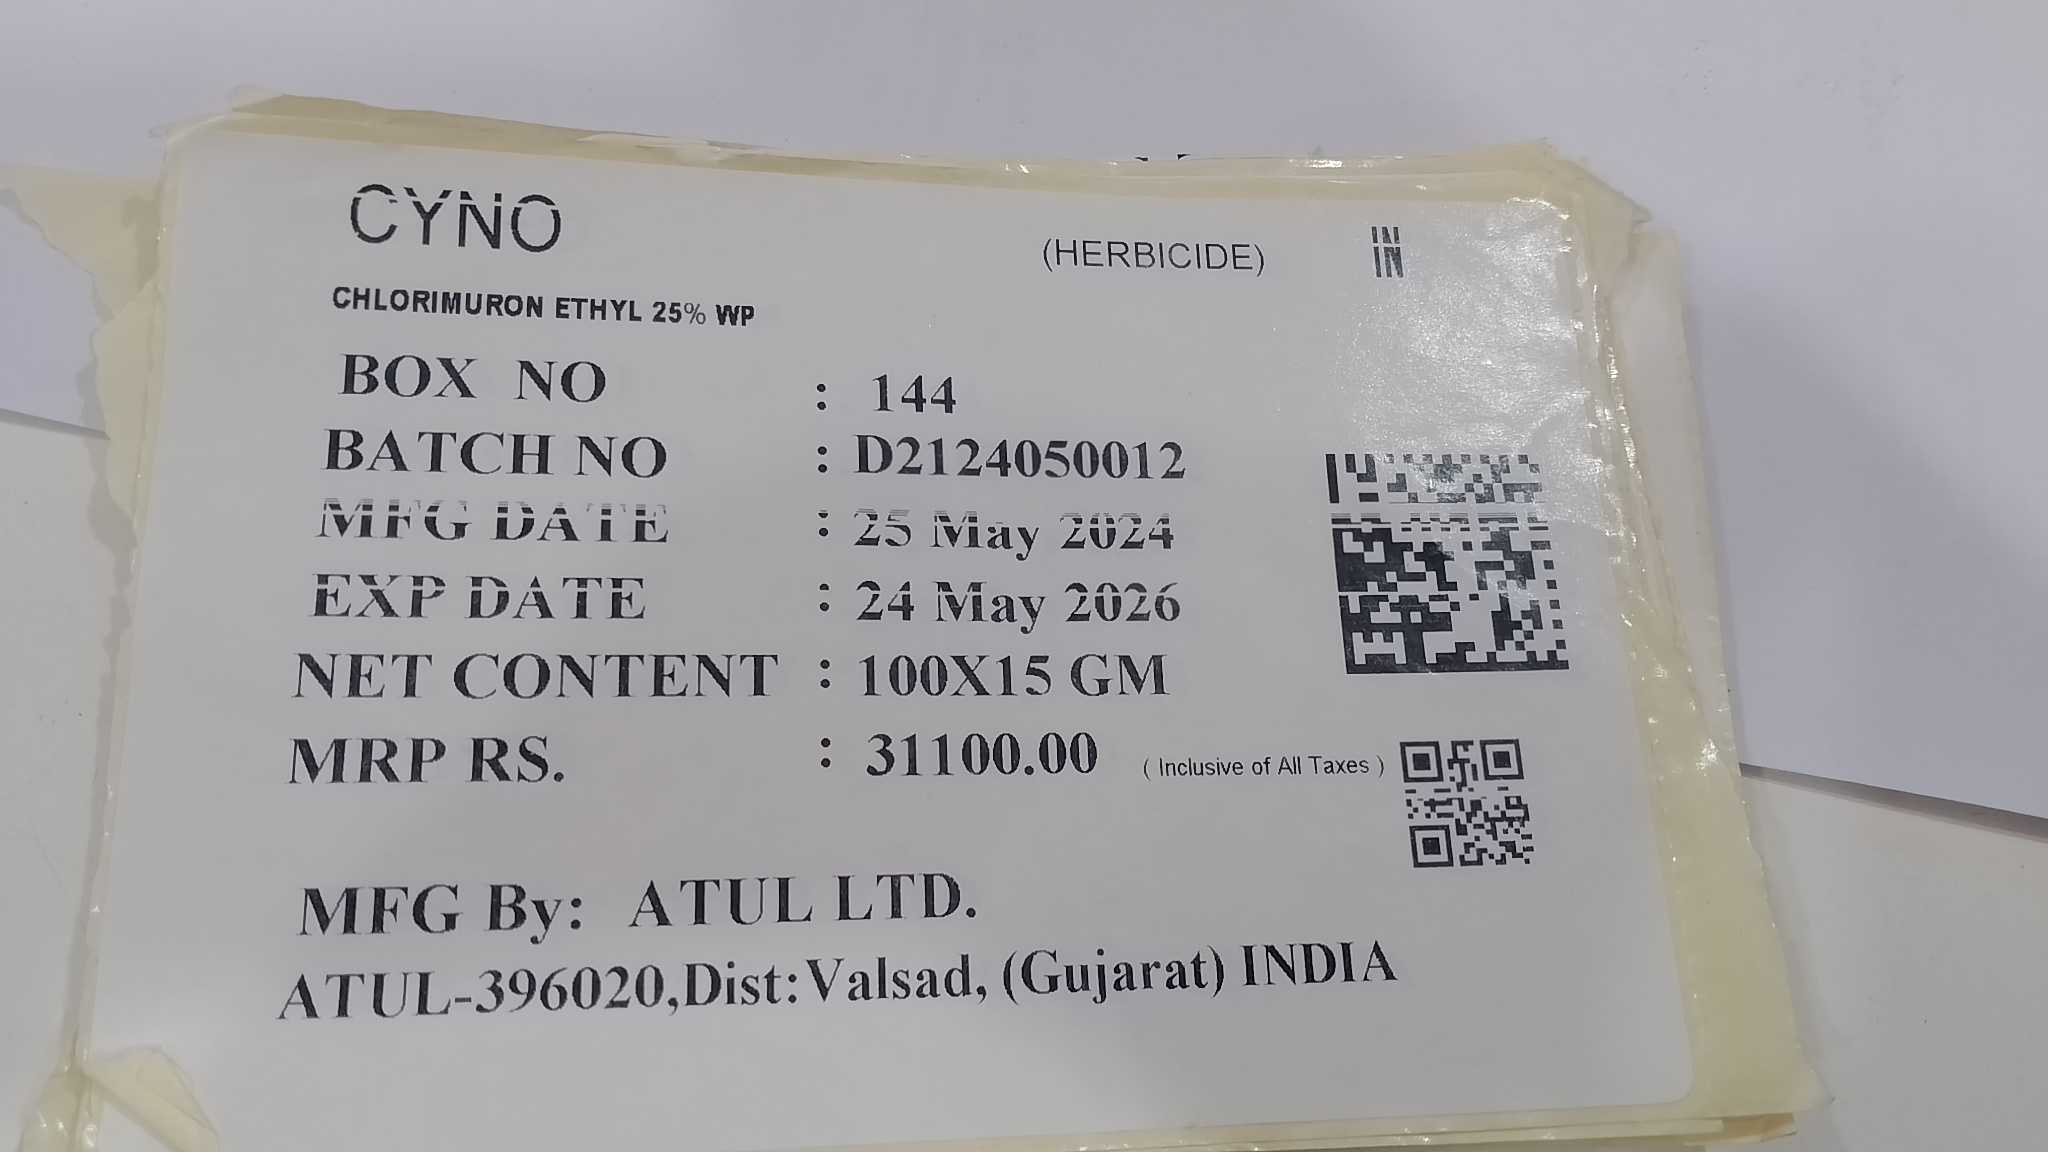 CYNO (HERBICIDE) IN
CHLORIMURON ETHYL 25% WP
BOX NO : 144
BATCH NO : D2124050012
MFG DATE : 25 May 2024
EXP DATE : 24 May 2026
NET CONTENT : 100X15 GM
MRP RS. : 31100.00 ( Inclusive of All Taxes )
MFG By: ATUL LTD.
ATUL-396020,Dist:Valsad, (Gujarat) INDIA